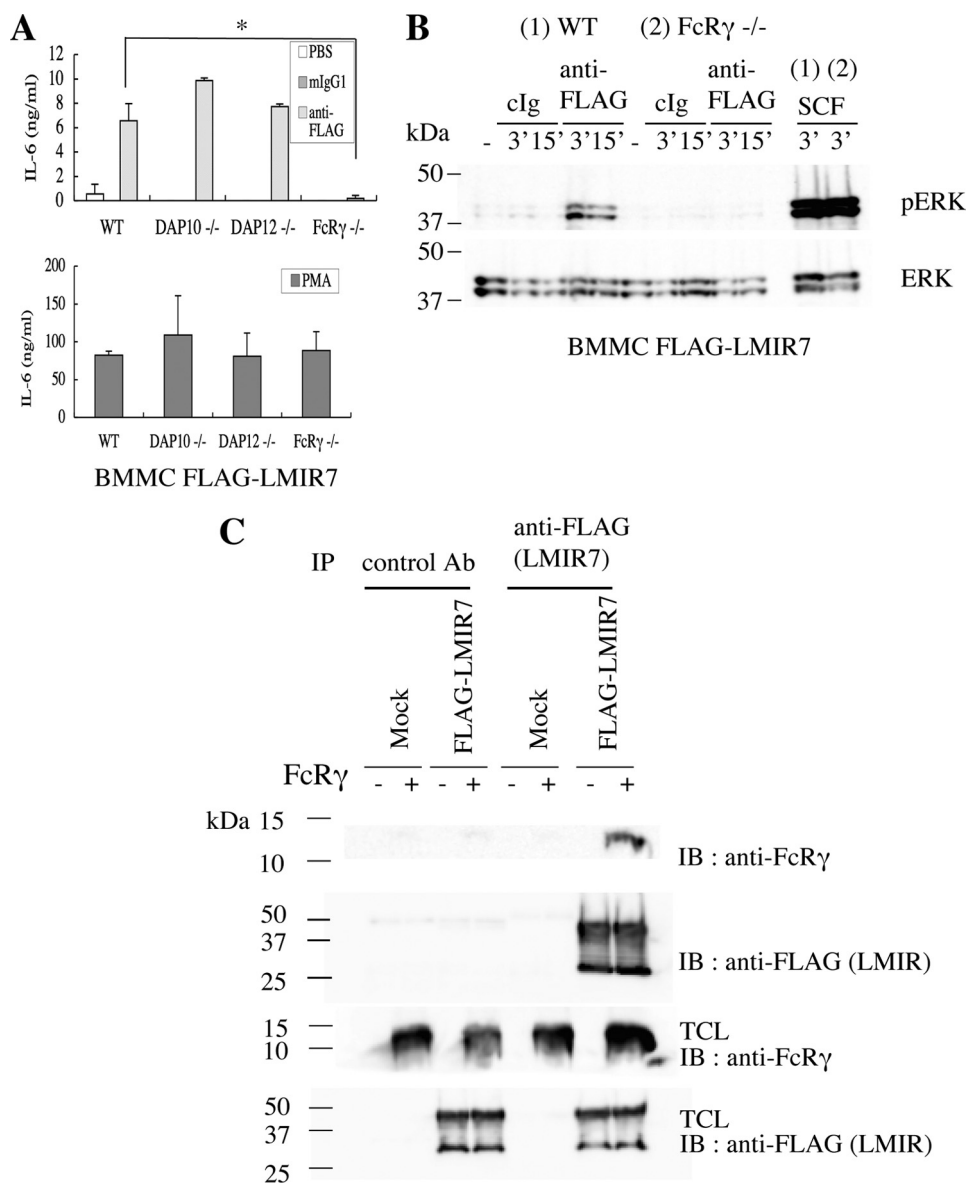 A
*
PBS
mIgG1
anti-
FLAG
IL-6 (ng/ml)
12
10
8
6
4
2
0
WT DAP10 -/- DAP12 -/- FcRγ -/-
PMA
IL-6 (ng/ml)
200
150
100
50
0
WT DAP10 -/- DAP12 -/- FcRγ -/-
BMMC FLAG-LMIR7
B
(1) WT (2) FcRγ -/-
anti- anti- (1) (2)
cIg FLAG cIg FLAG SCF
kDa - 3’15’ 3’15’ - 3’15’ 3’15’ 3’ 3’
50
37
pERK
50
37
ERK
BMMC FLAG-LMIR7
C
IP control Ab anti-FLAG
(LMIR7)
Mock FLAG-LMIR7 Mock FLAG-LMIR7
FcRγ - + - + - + - +
kDa 15
10
IB : anti-FcRγ
50
37
25
IB : anti-FLAG (LMIR)
15
10
TCL
IB : anti-FcRγ
50
37
25
TCL
IB : anti-FLAG (LMIR)